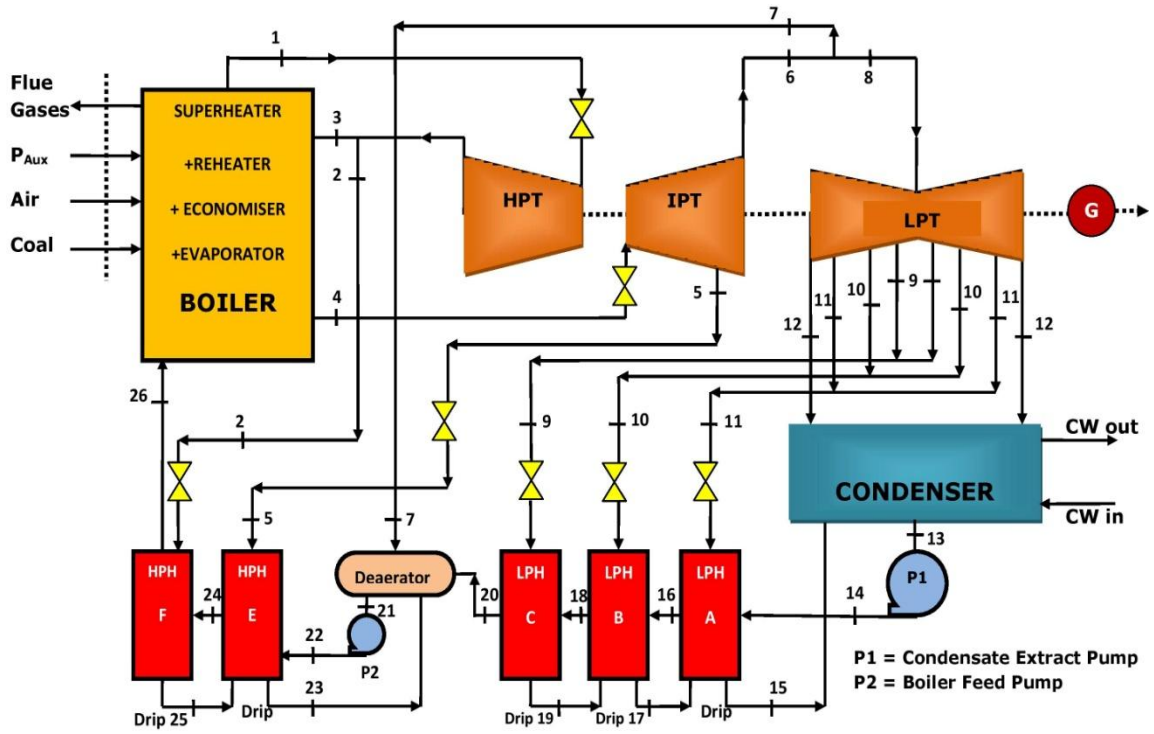 7
1
6
8
Flue
Gases
P_Aux
Air
Coal
SUPERHEATER
+REHEATER
+ ECONOMISER
+EVAPORATOR
BOILER
3
2
4
HPT
IPT
LPT
G
5
12
11
10
9
10
11
12
26
2
5
7
9
10
11
CW out
CW in
CONDENSER
13
HPH
F
24
HPH
E
Deaerator
21
22
P2
20
LPH
C
18
LPH
B
16
LPH
A
14
P1
P1 = Condensate Extract Pump
P2 = Boiler Feed Pump
Drip 25
Drip
23
Drip 19
Drip 17
Drip
15